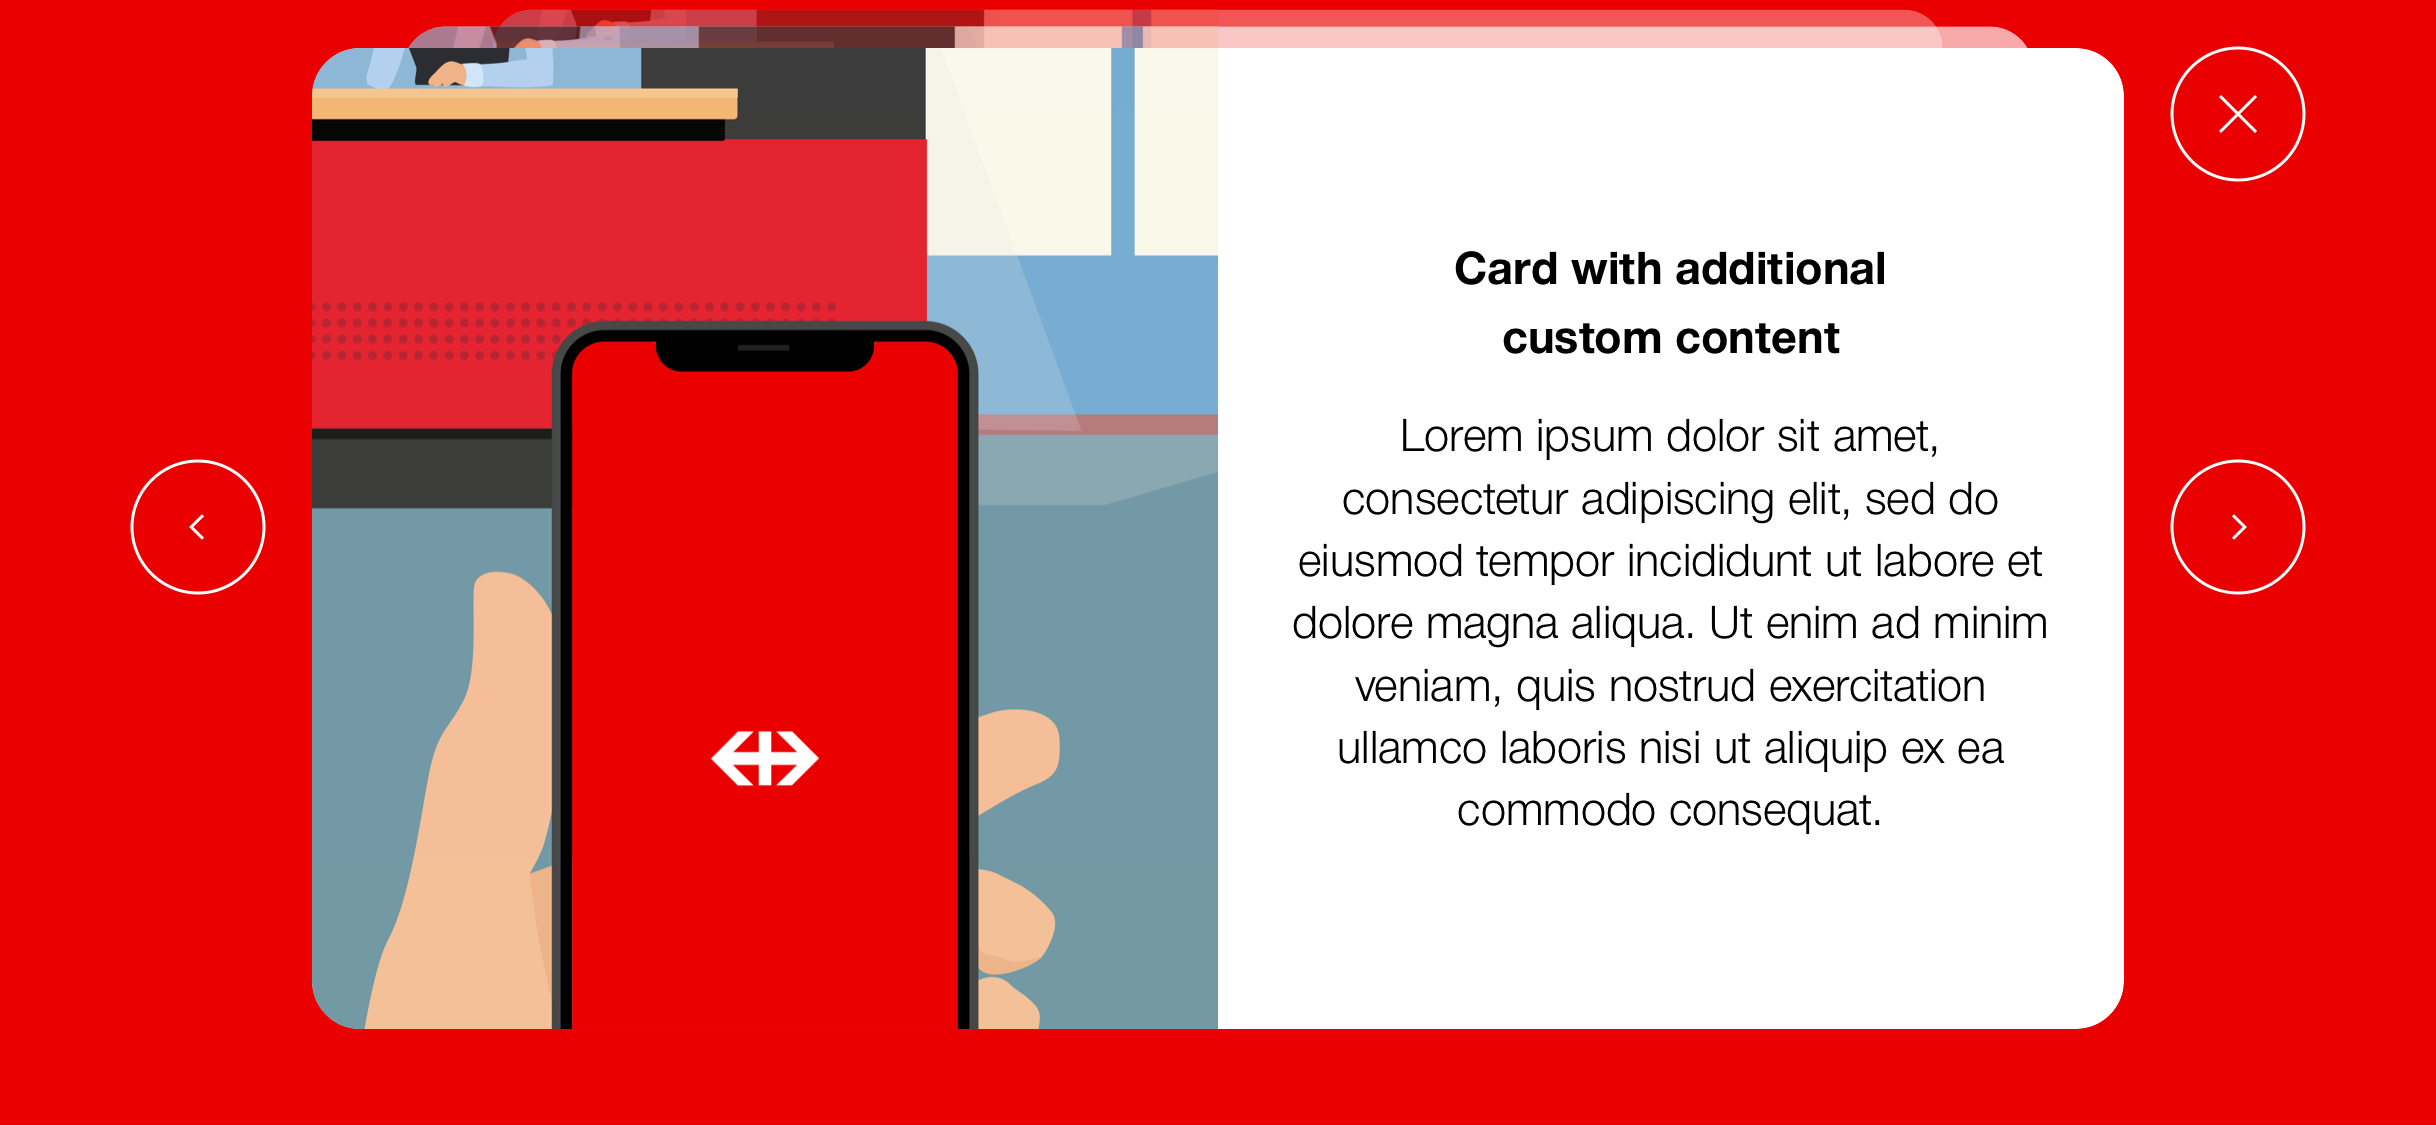 Card with additional
custom content
Lorem ipsum dolor sit amet,
consectetur adipiscing elit, sed do
eiusmod tempor incididunt ut labore et
dolore magna aliqua. Ut enim ad minim
veniam, quis nostrud exercitation
ullamco laboris nisi ut aliquip ex ea
commodo consequat.